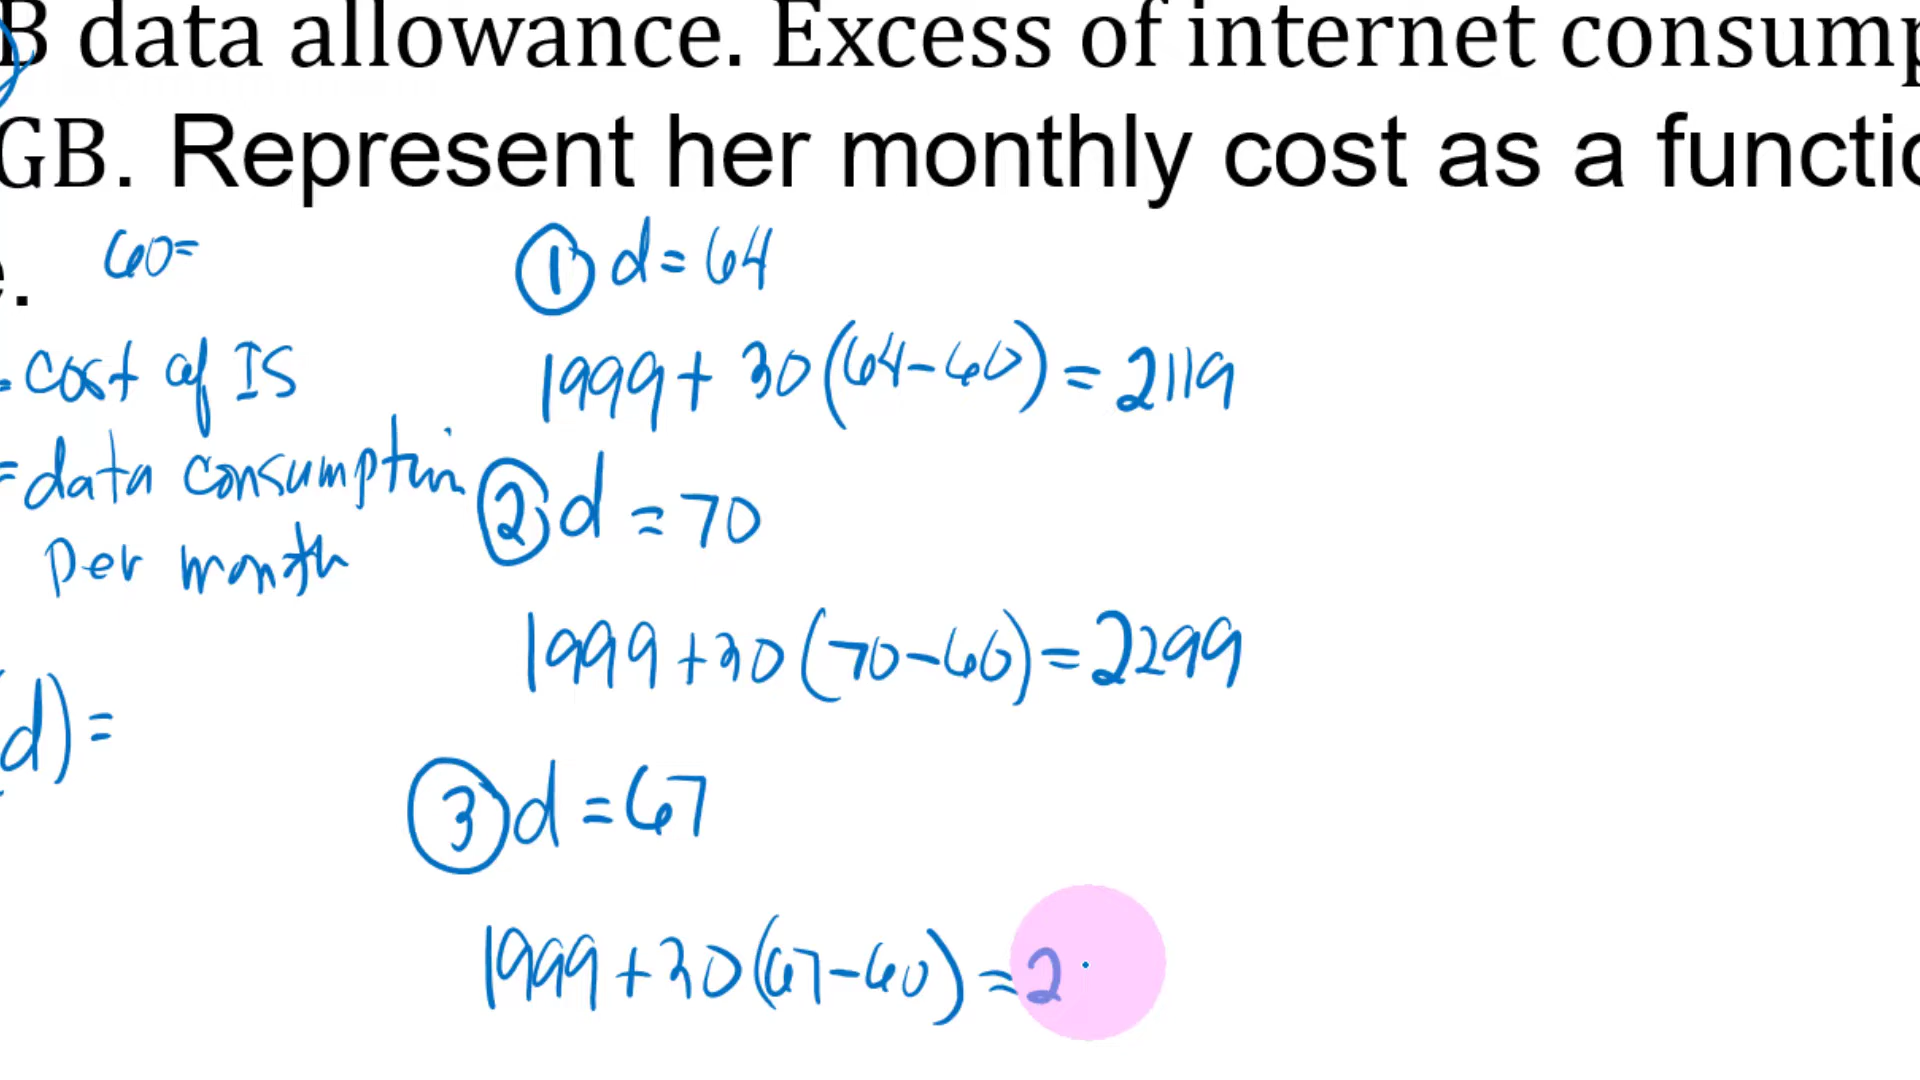 B data allowance. Excess of internet consump
GB. Represent her monthly cost as a functio
e.
60=
① d = 64
1999 + 30(64-60) = 2119
= cost of IS
= data consumption
per month
② d = 70
1999 + 30(70-60) = 2299
d) =
③ d = 67
1999 + 30(67-60) = 2